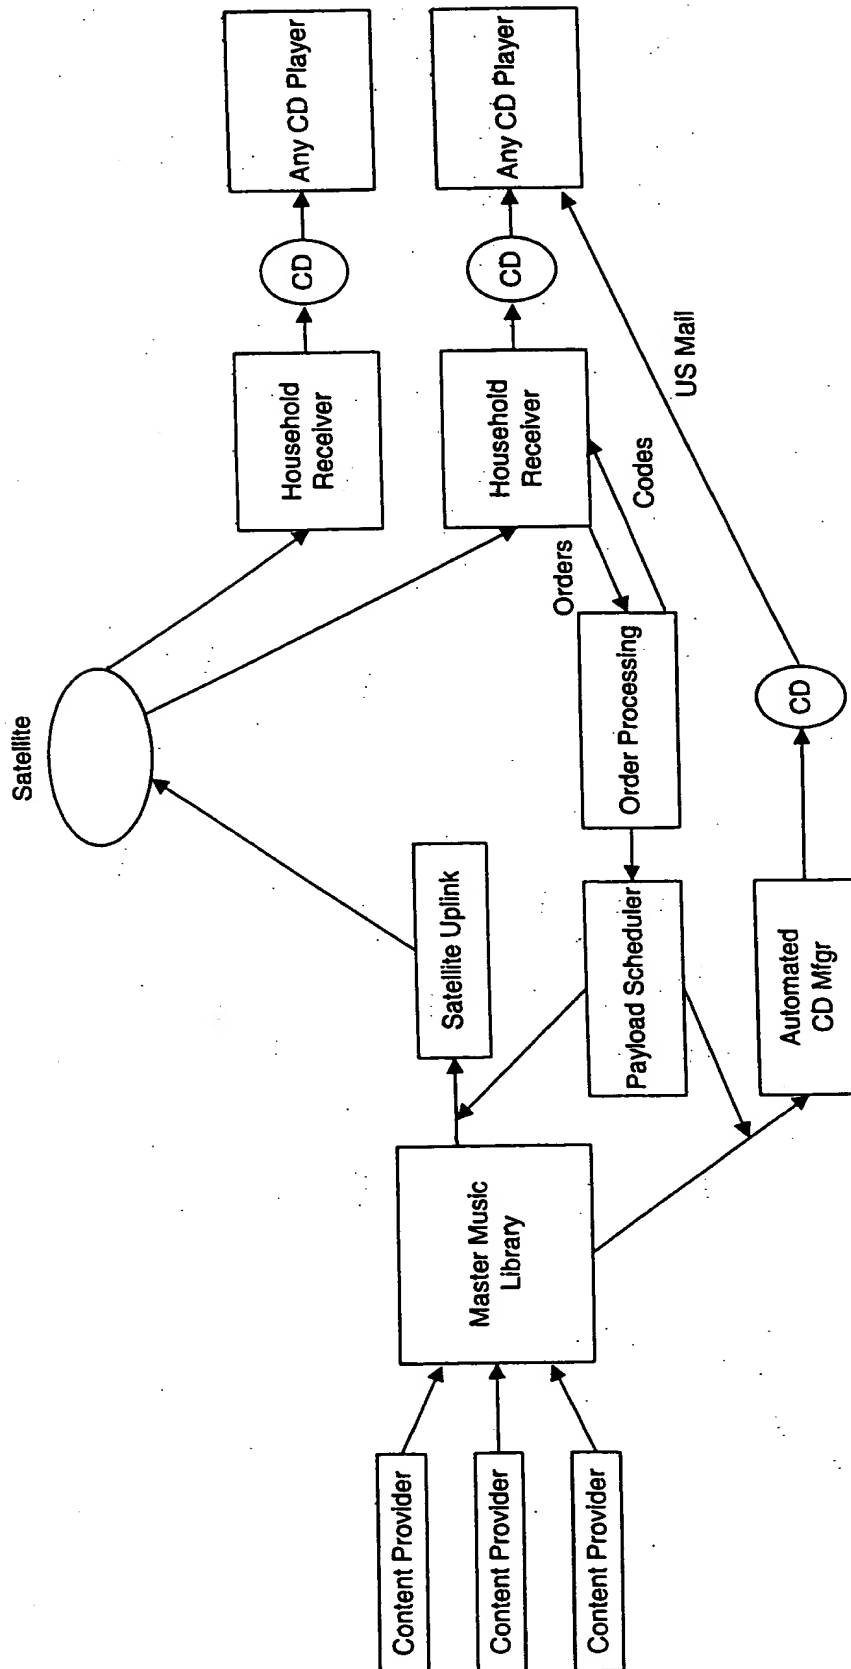 Content Provider
Content Provider
Content Provider
Master Music
Library
Satellite Uplink
Satellite
Payload Scheduler
Order Processing
Orders
Codes
Automated
CD Mfgr
CD
US Mail
Household
Receiver
CD
Any CD Player
Household
Receiver
CD
Any CD Player